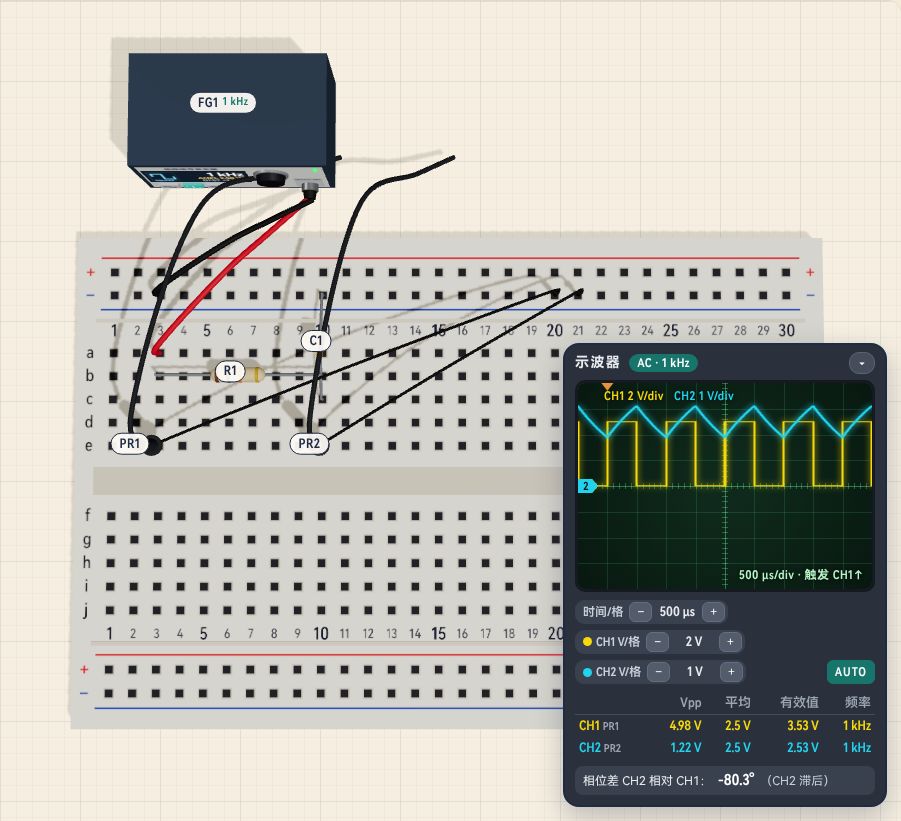 FG1 1 kHz
1 kHz
+ +
− −
1 2 3 4 5 6 7 8 9 10 11 12 13 14 15 16 17 18 19 20 21 22 23 24 25 26 27 28 29 30
a
C1
b
R1
c
d
e
PR1
PR2
f
g
h
i
j
1 2 3 4 5 6 7 8 9 10 11 12 13 14 15 16 17 18 19 20
+
−
示波器 AC · 1 kHz
CH1 2 V/div CH2 1 V/div
2
500 µs/div · 触发 CH1↑
时间/格 − 500 µs +
CH1 V/格 − 2 V +
CH2 V/格 − 1 V + AUTO
Vpp 平均 有效值 频率
CH1 PR1 4.98 V 2.5 V 3.53 V 1 kHz
CH2 PR2 1.22 V 2.5 V 2.53 V 1 kHz
相位差 CH2 相对 CH1： -80.3° （CH2 滞后）